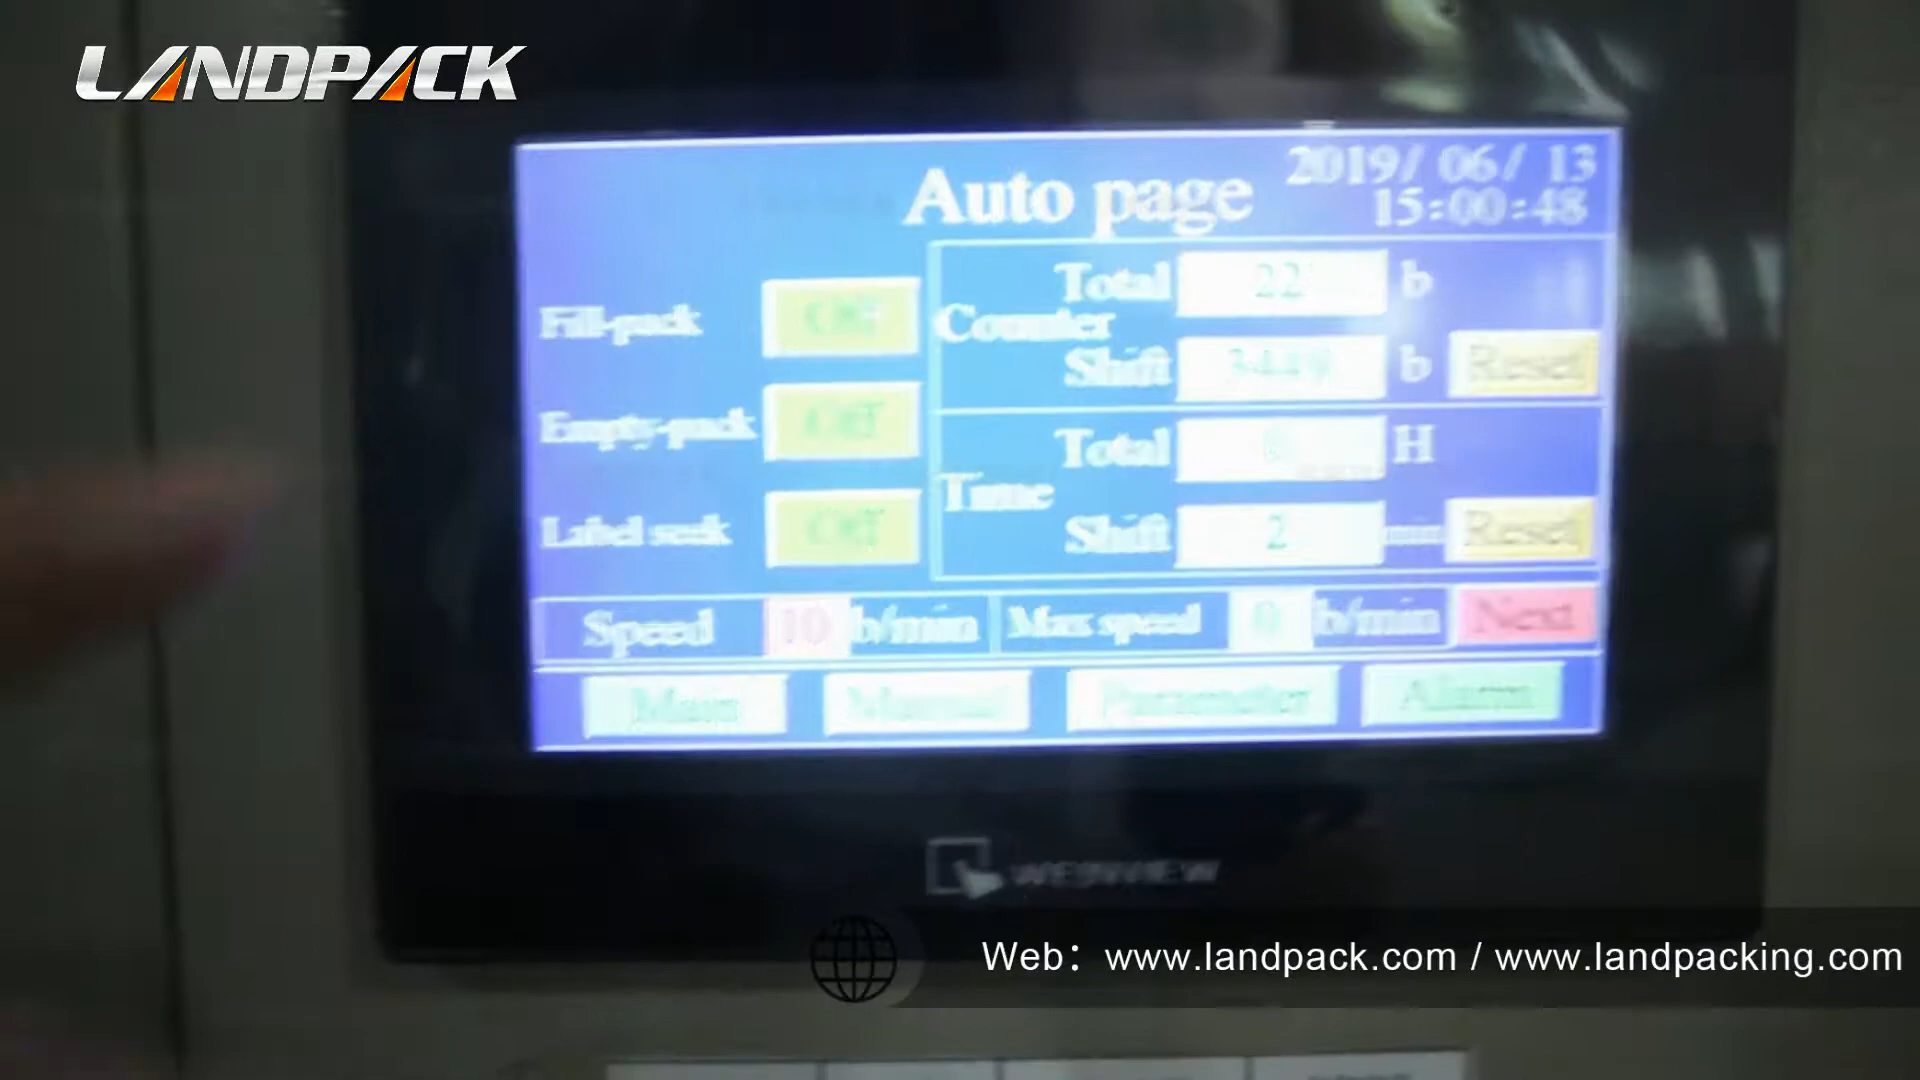 LANDPACK
Auto page
2019/ 06/ 13
15:00:48
Fill-pack Off
Empty-pack Off
Label seek Off
Counter
Total 22 b
Shift b Reset
Time
Total H
Shift 2 min Reset
Speed 10 b/min Max speed 0 b/min Next
Main Manual Parameter Alarm
WEINVIEW
Web：www.landpack.com / www.landpacking.com